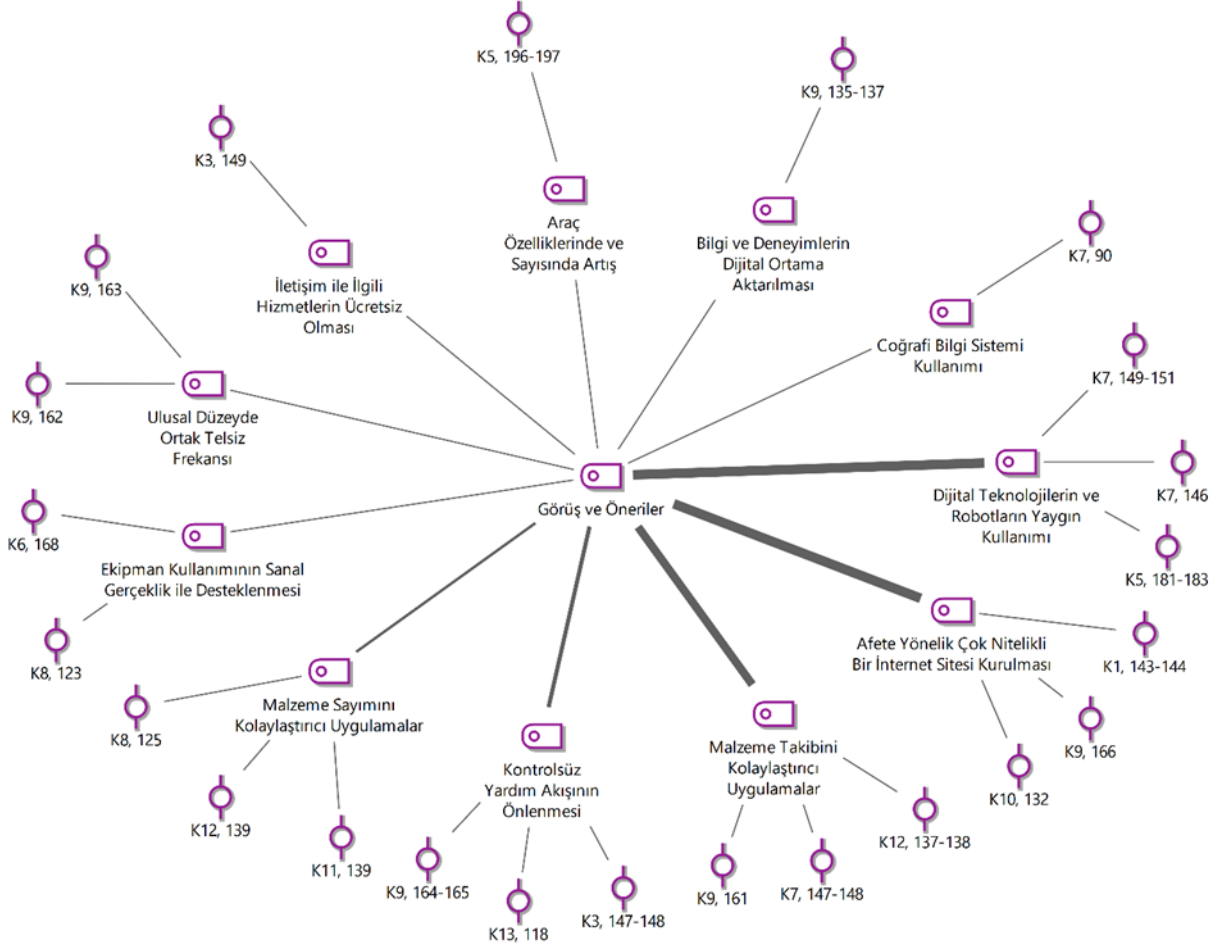 K5, 196-197
K9, 135-137
K3, 149
Araç
Özelliklerinde ve
Sayısında Artış
Bilgi ve Deneyimlerin
Dijital Ortama
Aktarılması
K7, 90
K9, 163
İletişim ile İlgili
Hizmetlerin Ücretsiz
Olması
Coğrafi Bilgi Sistemi
Kullanımı
K7, 149-151
K9, 162
Ulusal Düzeyde
Ortak Telsiz
Frekansı
Görüş ve Öneriler
Dijital Teknolojilerin ve
Robotların Yaygın
Kullanımı
K7, 146
K6, 168
Ekipman Kullanımının Sanal
Gerçeklik ile Desteklenmesi
K5, 181-183
K8, 123
Afete Yönelik Çok Nitelikli
Bir İnternet Sitesi Kurulması
K1, 143-144
Malzeme Sayımını
Kolaylaştırıcı Uygulamalar
K8, 125
Kontrolsüz
Yardım Akışının
Önlenmesi
Malzeme Takibini
Kolaylaştırıcı
Uygulamalar
K9, 166
K10, 132
K12, 139
K11, 139
K12, 137-138
K9, 164-165
K13, 118
K3, 147-148
K9, 161
K7, 147-148